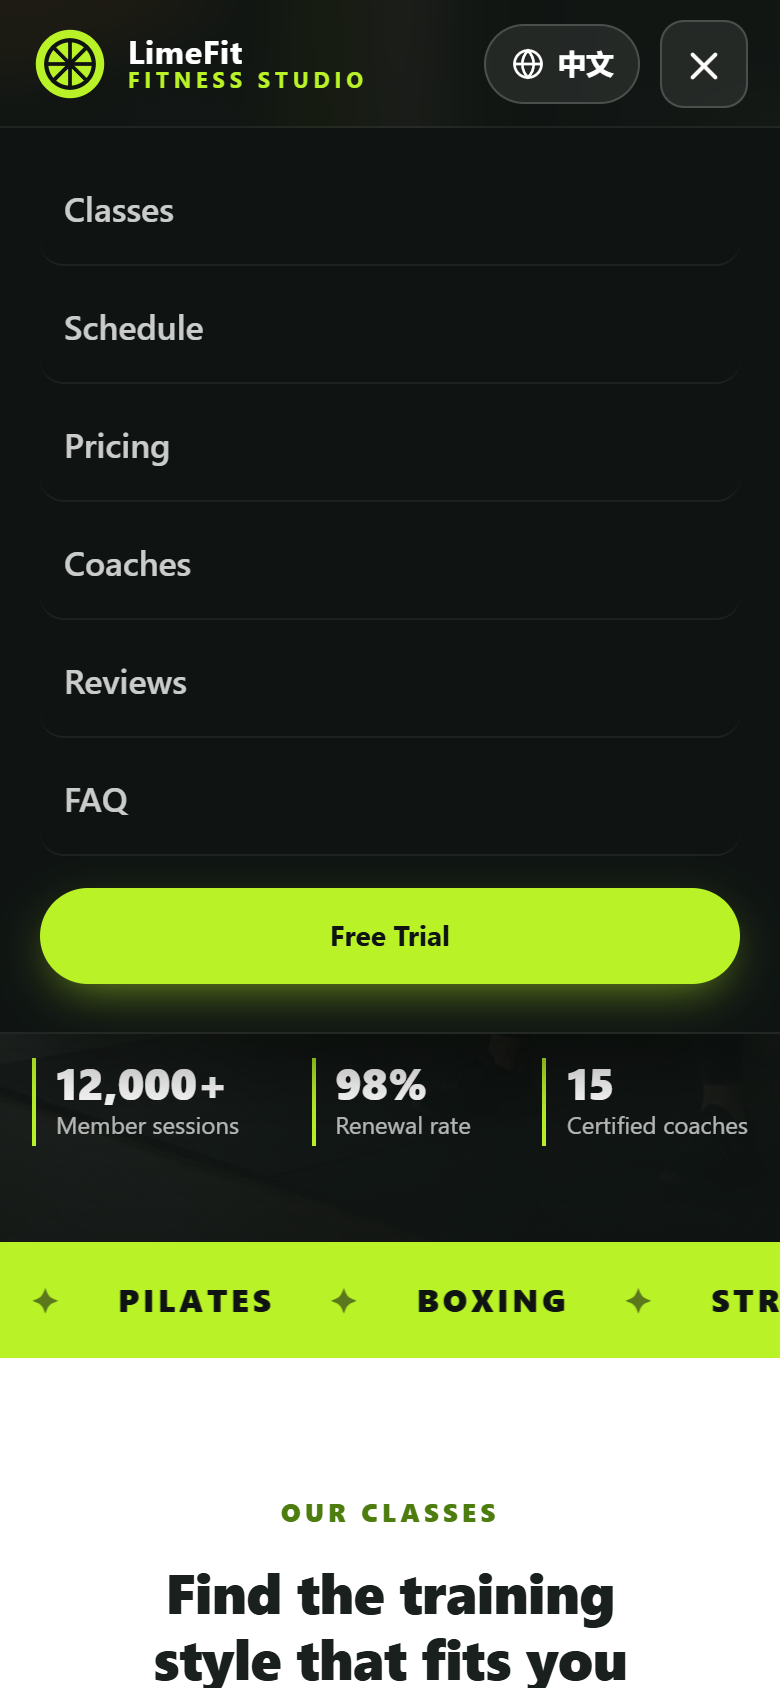 LimeFit
FITNESS STUDIO
中文
Classes
Schedule
Pricing
Coaches
Reviews
FAQ
Free Trial
12,000+
Member sessions
98%
Renewal rate
15
Certified coaches
PILATES
BOXING
STR
OUR CLASSES
Find the training
style that fits you